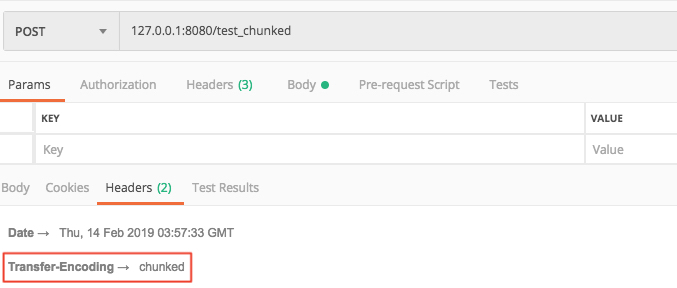 POST 127.0.0.1:8080/test_chunked
Params Authorization Headers (3) Body Pre-request Script Tests
KEY VALUE
Key Value
Body Cookies Headers (2) Test Results
Date → Thu, 14 Feb 2019 03:57:33 GMT
Transfer-Encoding → chunked